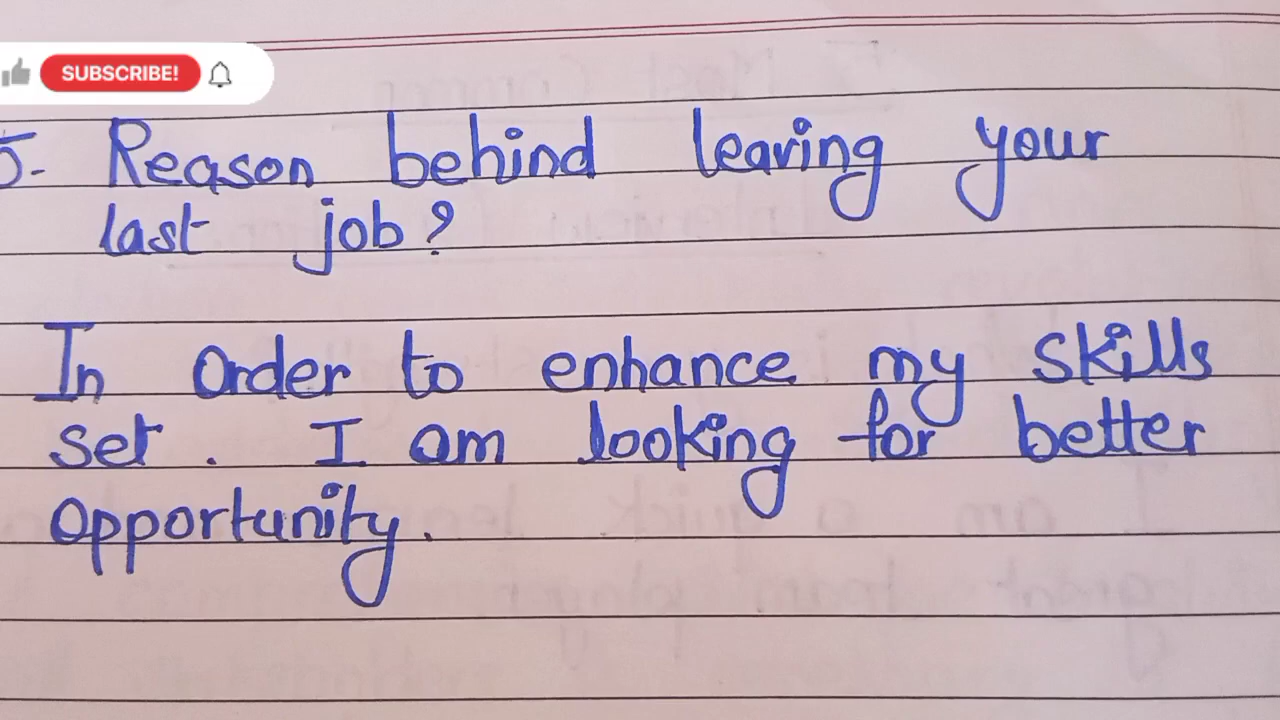 SUBSCRIBE!
5. Reason behind leaving your
last job?
In order to enhance my skills
set. I am looking for better
opportunity.